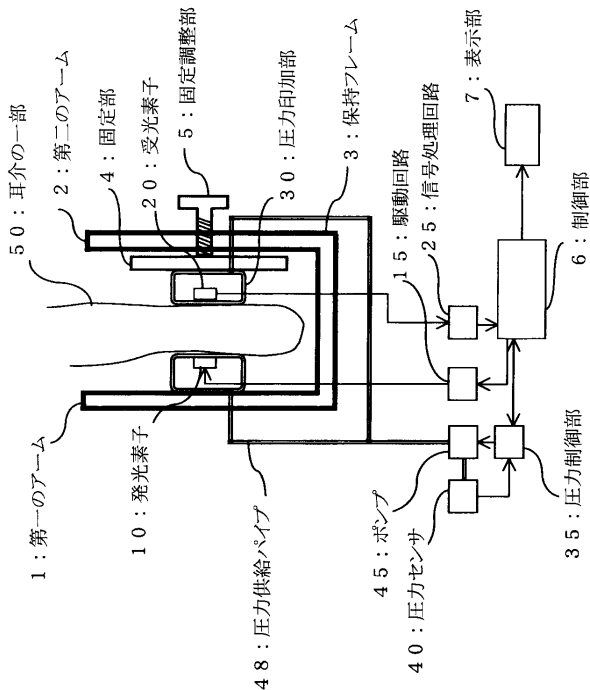 50：耳介の一部
2：第二のアーム
4：固定部
20：受光素子
5：固定調整部
30：圧力印加部
3：保持フレーム
15：駆動回路
25：信号処理回路
7：表示部
6：制御部
1：第一のアーム
10：発光素子
48：圧力供給パイプ
45：ポンプ
40：圧力センサ
35：圧力制御部